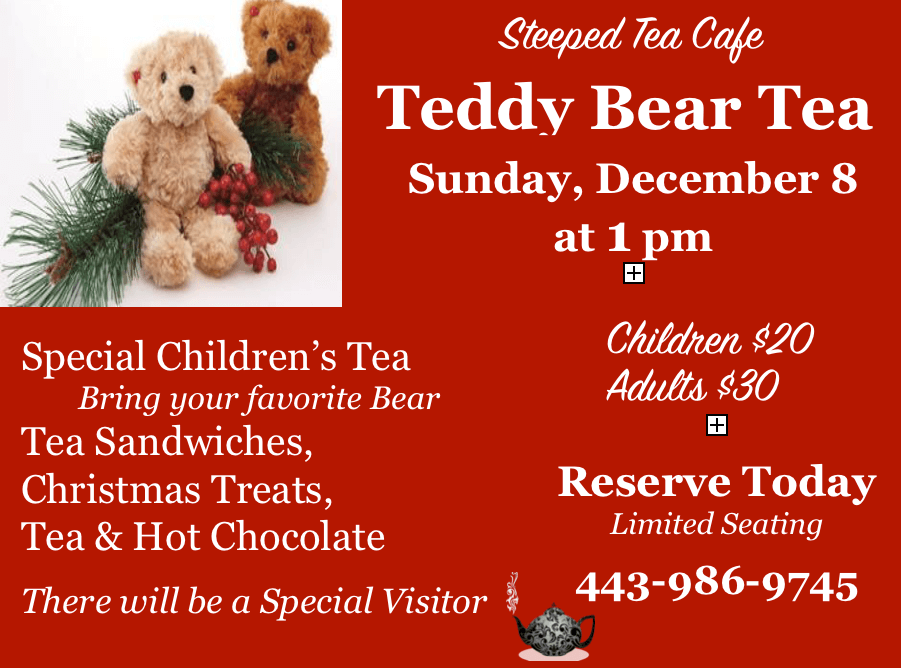 Steeped Tea Cafe
Teddy Bear Tea
Sunday, December 8
at 1 pm
Children $20
Adults $30
Special Children’s Tea
Bring your favorite Bear
Tea Sandwiches,
Christmas Treats,
Tea & Hot Chocolate
There will be a Special Visitor
Reserve Today
Limited Seating
443-986-9745